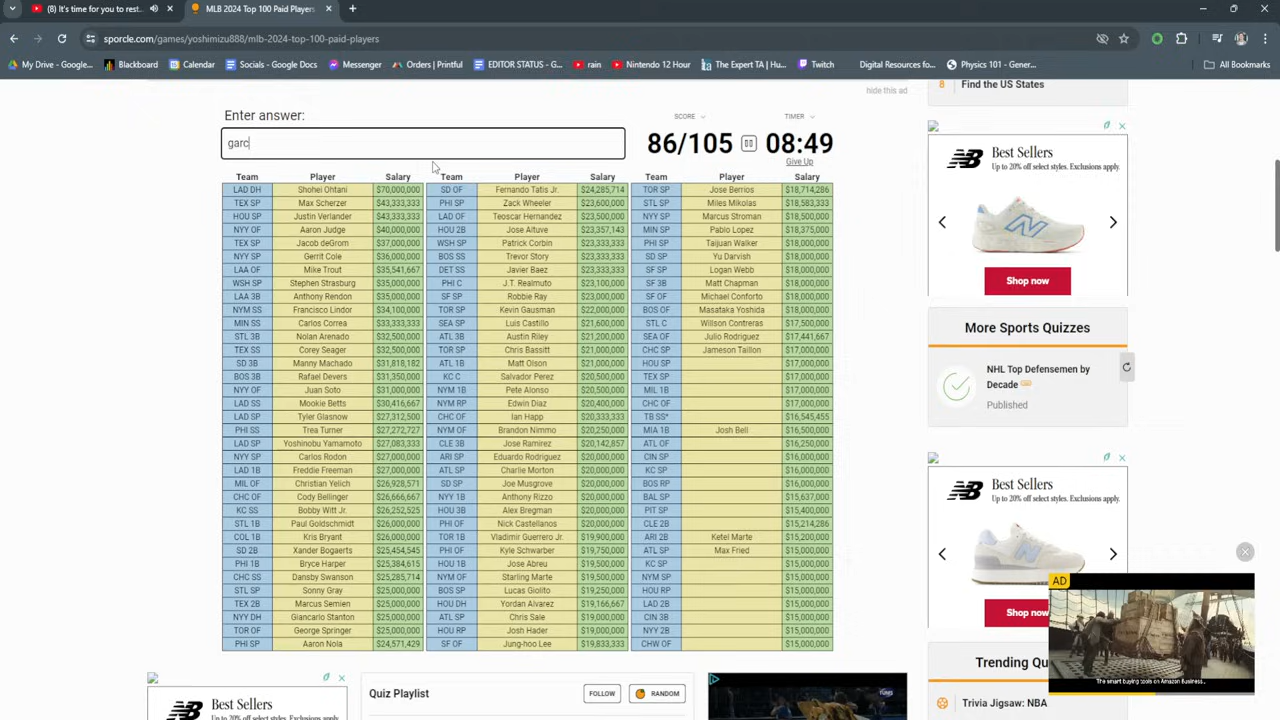 (1) It's time for you to rest
MLB 2024 Top 100 Paid Players
sporcle.com/games/yoshimizu888/mlb-2024-top-100-paid-players
My Drive - Google... Blackboard Calendar Socials - Google Docs Messenger Orders | Printful EDITOR STATUS - G... rain Nintendo 12 Hour The Expert TA | Hu... Twitch Digital Resources fo... Physics 101 - Gener... All Bookmarks
hide this ad
8 Find the US States
Enter answer:
garc
SCORE
86/105
TIMER
08:49
Give Up
Team Player Salary Team Player Salary Team Player Salary
LAD DH Shohei Ohtani $70,000,000 SD OF Fernando Tatis Jr. $24,285,714 TOR SP Jose Berrios $18,714,286
TEX SP Max Scherzer $43,333,333 PHI SP Zack Wheeler $23,600,000 STL SP Miles Mikolas $18,583,333
HOU SP Justin Verlander $43,333,333 LAD OF Teoscar Hernandez $23,500,000 NYY SP Marcus Stroman $18,500,000
NYY OF Aaron Judge $40,000,000 HOU 2B Jose Altuve $23,357,143 MIN SP Pablo Lopez $18,375,000
TEX SP Jacob deGrom $37,000,000 WSH SP Patrick Corbin $23,333,333 PHI SP Taijuan Walker $18,000,000
NYY SP Gerrit Cole $36,000,000 BOS SS Trevor Story $23,333,333 SD SP Yu Darvish $18,000,000
LAA OF Mike Trout $35,541,667 DET SS Javier Baez $23,333,333 SF SP Logan Webb $18,000,000
WSH SP Stephen Strasburg $35,000,000 PHI C J.T. Realmuto $23,100,000 SF 3B Matt Chapman $18,000,000
LAA 3B Anthony Rendon $35,000,000 SF SP Robbie Ray $23,000,000 SF OF Michael Conforto $18,000,000
NYM SS Francisco Lindor $34,100,000 TOR SP Kevin Gausman $22,000,000 BOS OF Masataka Yoshida $18,000,000
MIN SS Carlos Correa $33,333,333 SEA SP Luis Castillo $21,600,000 STL C Willson Contreras $17,500,000
STL 3B Nolan Arenado $32,500,000 ATL 3B Austin Riley $21,200,000 SEA OF Julio Rodriguez $17,441,667
TEX SS Corey Seager $32,500,000 TOR SP Chris Bassitt $21,000,000 CHC SP Jameson Taillon $17,000,000
SD 3B Manny Machado $31,818,182 ATL 1B Matt Olson $21,000,000 HOU SP $17,000,000
BOS 3B Rafael Devers $31,350,000 KC C Salvador Perez $20,500,000 TEX SP $17,000,000
NYY OF Juan Soto $31,000,000 NYM 1B Pete Alonso $20,500,000 MIL 1B $17,000,000
LAD SS Mookie Betts $30,416,667 NYM RP Edwin Diaz $20,400,000 CHC OF $17,000,000
LAD SP Tyler Glasnow $27,312,500 CHC OF Ian Happ $20,333,333 TB SS* $16,545,455
PHI SS Trea Turner $27,272,727 NYM OF Brandon Nimmo $20,250,000 MIA 1B Josh Bell $16,500,000
LAD SP Yoshinobu Yamamoto $27,083,333 CLE 3B Jose Ramirez $20,142,857 ATL OF $16,250,000
NYY SP Carlos Rodon $27,000,000 ARI SP Eduardo Rodriguez $20,000,000 CIN SP $16,000,000
LAD 1B Freddie Freeman $27,000,000 ATL SP Charlie Morton $20,000,000 KC SP $16,000,000
MIL OF Christian Yelich $26,928,571 SD SP Joe Musgrove $20,000,000 BOS RP $16,000,000
CHC OF Cody Bellinger $26,666,667 NYY 1B Anthony Rizzo $20,000,000 BAL SP $15,637,000
KC SS Bobby Witt Jr. $26,252,525 HOU 3B Alex Bregman $20,000,000 PIT SP $15,400,000
STL 1B Paul Goldschmidt $26,000,000 PHI OF Nick Castellanos $20,000,000 CLE 2B $15,214,286
COL 1B Kris Bryant $26,000,000 TOR 1B Vladimir Guerrero Jr. $19,900,000 ARI 2B Ketel Marte $15,200,000
SD 2B Xander Bogaerts $25,454,545 PHI OF Kyle Schwarber $19,750,000 ATL SP Max Fried $15,000,000
PHI 1B Bryce Harper $25,384,615 HOU 1B Jose Abreu $19,500,000 KC SP $15,000,000
CHC SS Dansby Swanson $25,285,714 NYM OF Starling Marte $19,500,000 NYM SP $15,000,000
STL SP Sonny Gray $25,000,000 BOS SP Lucas Giolito $19,250,000 HOU RP $15,000,000
TEX 2B Marcus Semien $25,000,000 HOU DH Yordan Alvarez $19,166,667 LAD 2B $15,000,000
NYY DH Giancarlo Stanton $25,000,000 ATL SP Chris Sale $19,000,000 CIN 3B $15,000,000
TOR OF George Springer $25,000,000 HOU RP Josh Hader $19,000,000 NYY 2B $15,000,000
PHI SP Aaron Nola $24,571,429 SF OF Jung-hoo Lee $19,833,333 CHW OF $15,000,000
Best Sellers
Up to 20% off select styles. Exclusions apply.
Shop now
More Sports Quizzes
NHL Top Defensemen by
Decade
Published
Best Sellers
Up to 20% off select styles. Exclusions apply.
Shop now
AD
The smart buying tools on Amazon Business.
Trending Qu
Trivia Jigsaw: NBA
Best Sellers
Quiz Playlist
FOLLOW
RANDOM